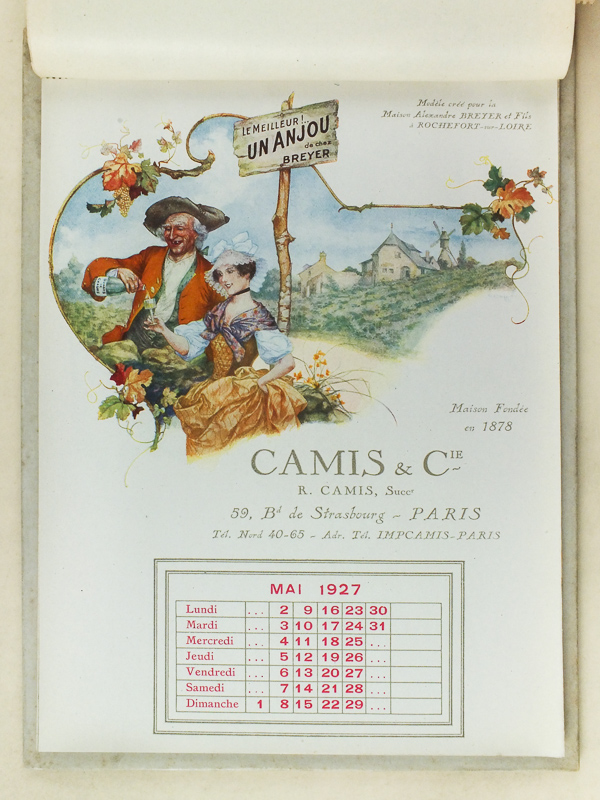 Modèle créé pour la
Maison Alexandre BREYER et Fils
à ROCHEFORT-sur-LOIRE
LE MEILLEUR !..
UN ANJOU
de chez
BREYER
Maison Fondée
en 1878
CAMIS & CIE
R. CAMIS, Succr
59, Bd de Strasbourg ~ PARIS
Tél. Nord 40-65 ~ Adr. Tél. IMPCAMIS-PARIS
MAI 1927
Lundi ... 2 9 16 23 30
Mardi ... 3 10 17 24 31
Mercredi ... 4 11 18 25 ...
Jeudi ... 5 12 19 26 ...
Vendredi ... 6 13 20 27 ...
Samedi ... 7 14 21 28 ...
Dimanche 1 8 15 22 29 ...